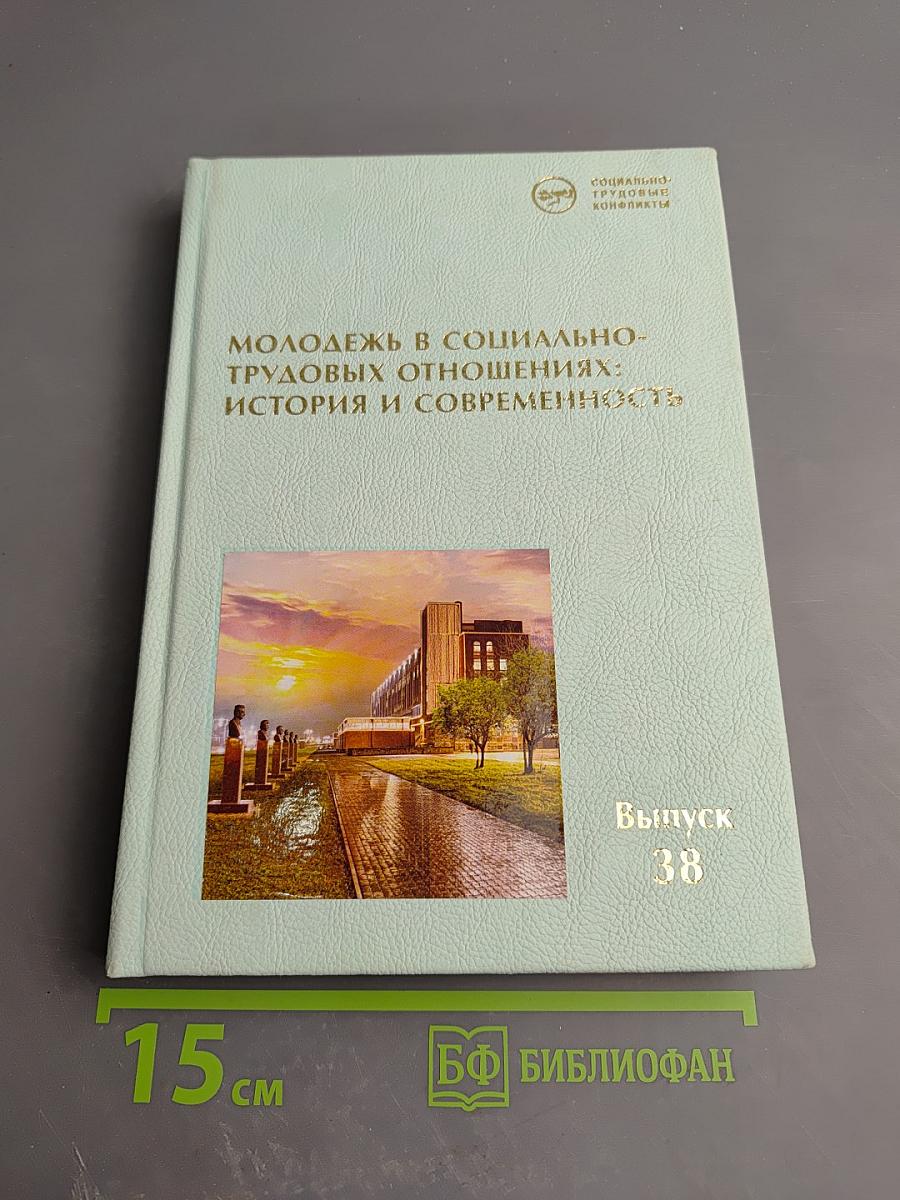 СОЦИАЛЬНО-
ТРУДОВЫЕ
КОНФЛИКТЫ
МОЛОДЕЖЬ В СОЦИАЛЬНО-
ТРУДОВЫХ ОТНОШЕНИЯХ:
ИСТОРИЯ И СОВРЕМЕННОСТЬ
Выпуск
38
15 см
БФ БИБЛИОФАН